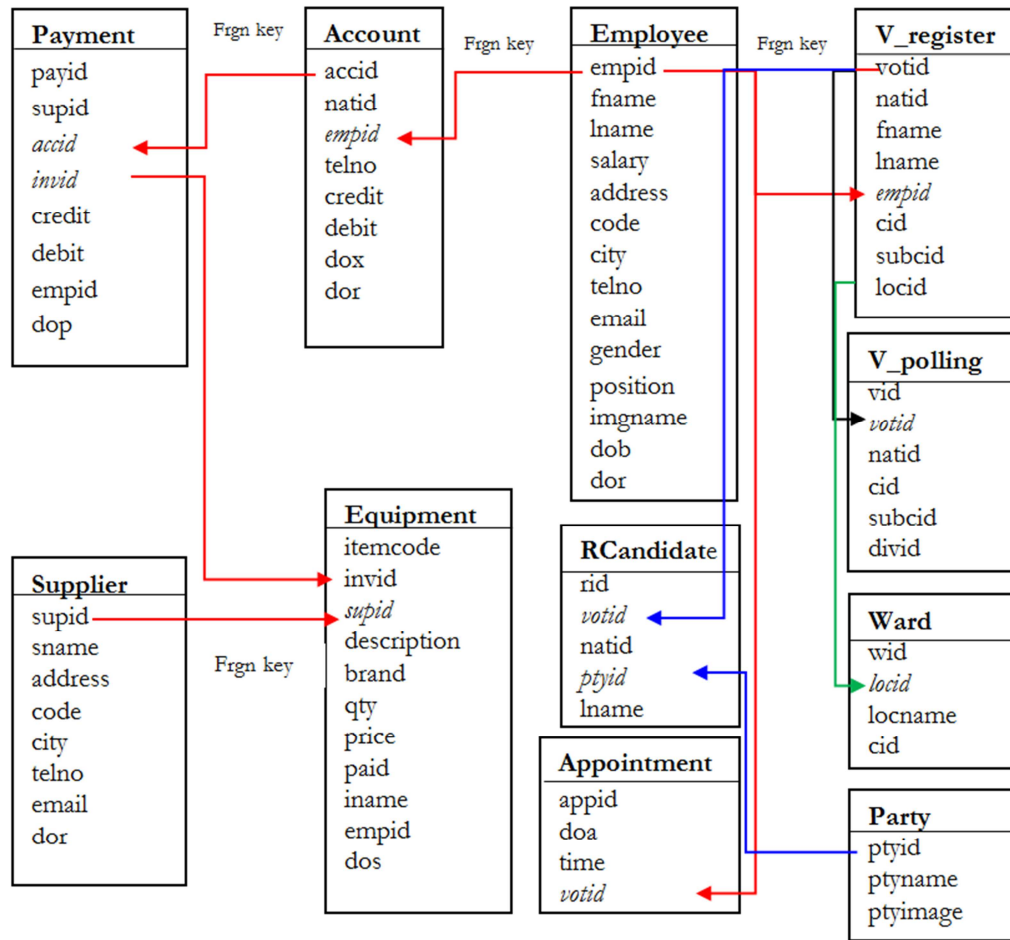 Payment
payid
supid
accid
invid
credit
debit
empid
dop
Frgn key
Account
accid
natid
empid
telno
credit
debit
dox
dor
Frgn key
Employee
empid
fname
lname
salary
address
code
city
telno
email
gender
position
imgname
dob
dor
Frgn key
V_register
votid
natid
fname
lname
empid
cid
subcid
locid
V_polling
vid
votid
natid
cid
subcid
divid
Supplier
supid
sname
address
code
city
telno
email
dor
Frgn key
Equipment
itemcode
invid
supid
description
brand
qty
price
paid
iname
empid
dos
RCandidate
rid
votid
natid
ptyid
lname
Ward
wid
locid
locname
cid
Appointment
appid
doa
time
votid
Party
ptyid
ptyname
ptyimage